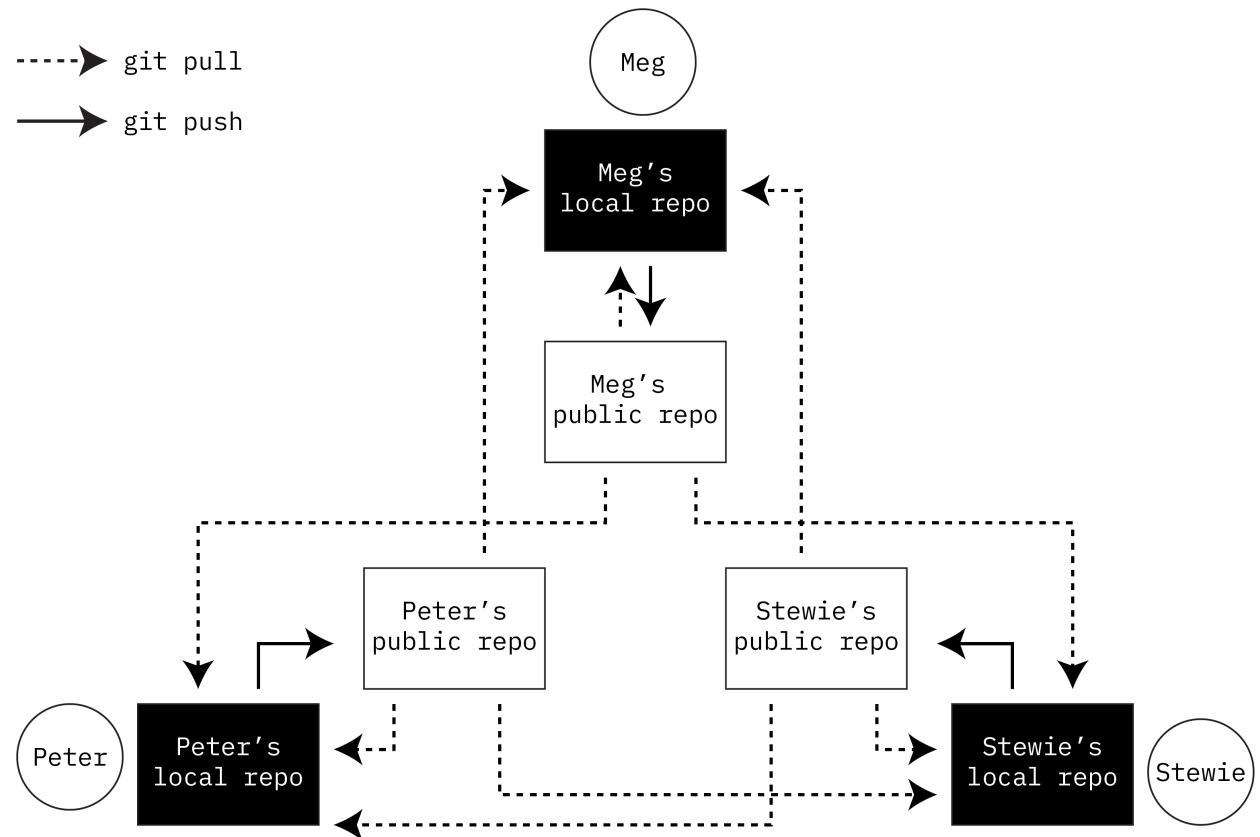 git pull
git push
Meg
Meg’s
local repo
Meg’s
public repo
Peter’s
public repo
Stewie’s
public repo
Peter
Peter’s
local repo
Stewie’s
local repo
Stewie